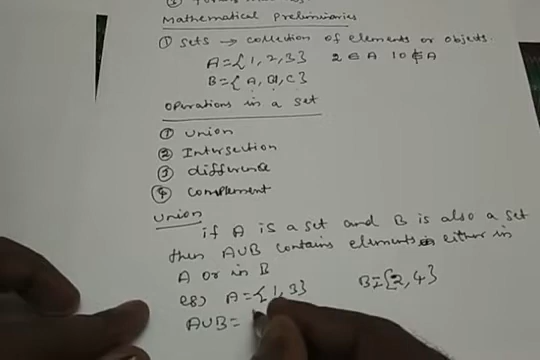 Mathematical Preliminaries
① Sets → collection of elements or objects.
A={1,2,3} 2 ∈ A 10 ∉ A
B={A, B, C}
Operations in a set
① Union
② Intersection
③ difference
④ complement
Union
if A is a set and B is also a set
then A∪B contains elements either in
A or in B
eg) A={1,3} B={2,4}
A∪B=